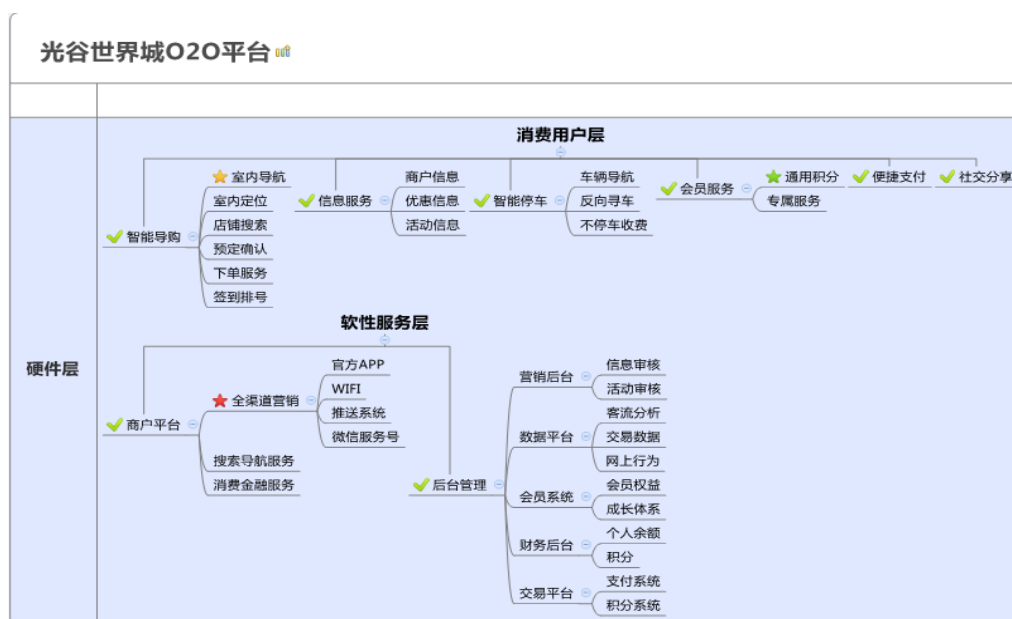 光谷世界城O2O平台
消费用户层
智能导购
室内导航
室内定位
店铺搜索
预定确认
下单服务
签到排号
信息服务
商户信息
优惠信息
活动信息
智能停车
车辆导航
反向寻车
不停车收费
会员服务
通用积分
专属服务
便捷支付
社交分享
硬件层
软性服务层
商户平台
全渠道营销
官方APP
WIFI
推送系统
微信服务号
搜索导航服务
消费金融服务
后台管理
营销后台
信息审核
活动审核
数据平台
客流分析
交易数据
网上行为
会员系统
会员权益
成长体系
财务后台
个人余额
积分
交易平台
支付系统
积分系统